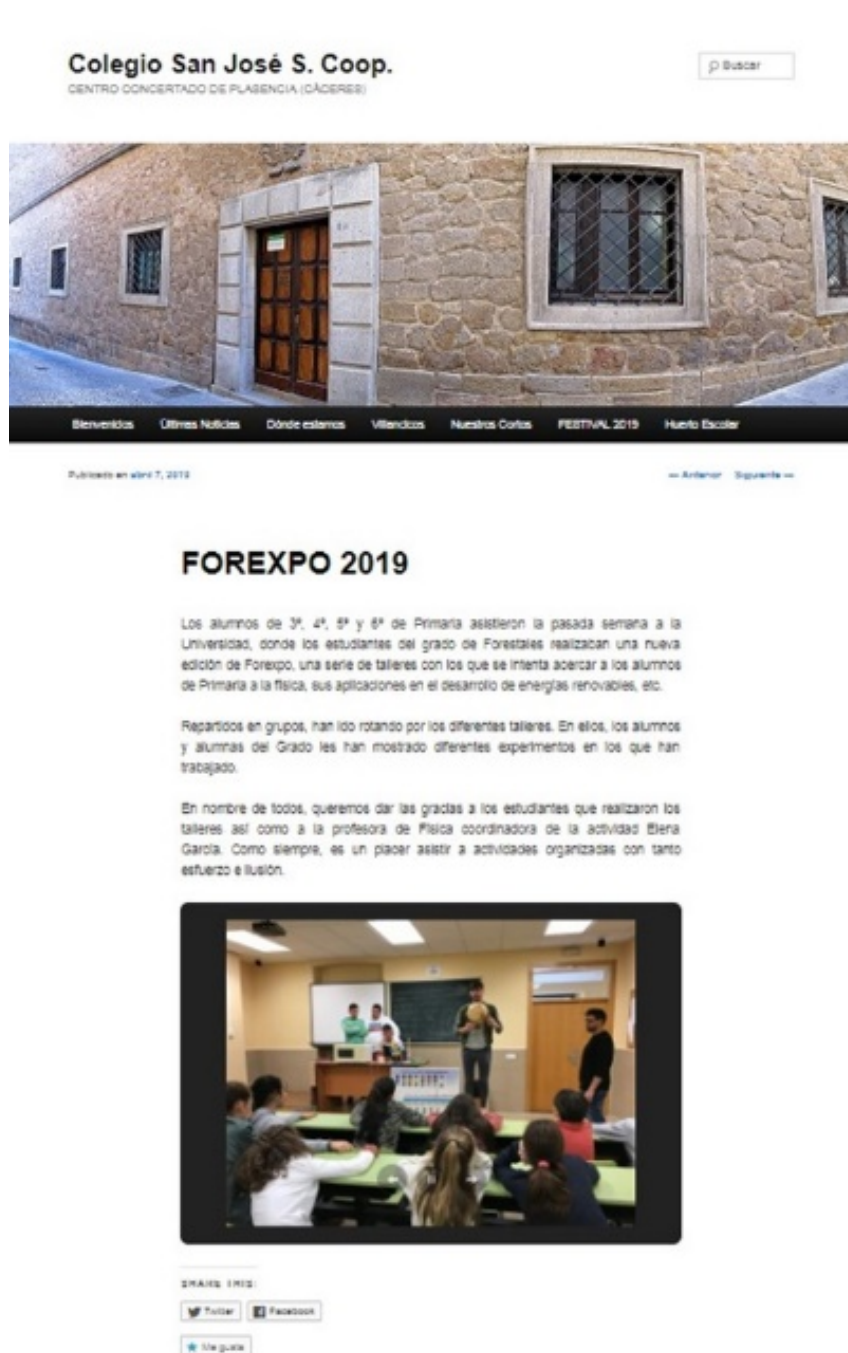 Colegio San José S. Coop.
CENTRO CONCERTADO DE PLASENCIA (CÁCERES)
Buscar
Bienvenidos Últimas Noticias Dónde estamos Villancicos Nuestros Cortos FESTIVAL 2019 Huerto Escolar
Publicado en abril 7, 2019
← Anterior Siguiente →
FOREXPO 2019
Los alumnos de 3º, 4º, 5º y 6º de Primaria asistieron la pasada semana a la
Universidad, donde los estudiantes del grado de Forestales realizaban una nueva
edición de Forexpo, una serie de talleres con los que se intenta acercar a los alumnos
de Primaria a la física, sus aplicaciones en el desarrollo de energías renovables, etc.
Repartidos en grupos, han ido rotando por los diferentes talleres. En ellos, los alumnos
y alumnas del Grado les han mostrado diferentes experimentos en los que han
trabajado.
En nombre de todos, queremos dar las gracias a los estudiantes que realizaron los
talleres así como a la profesora de Física coordinadora de la actividad Elena
García. Como siempre, es un placer asistir a actividades organizadas con tanto
esfuerzo e ilusión.
SHARE THIS:
Twitter Facebook
Me gusta